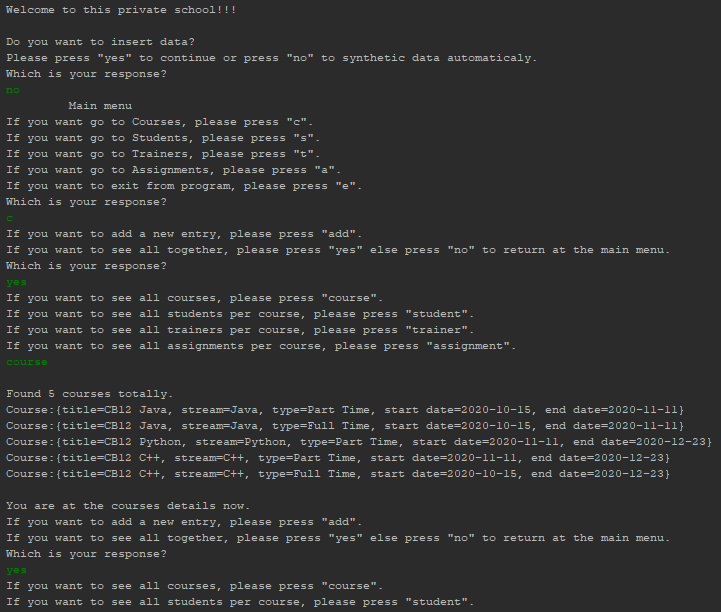 Welcome to this private school!!!
Do you want to insert data?
Please press "yes" to continue or press "no" to synthetic data automaticaly.
Which is your response?
no
Main menu
If you want go to Courses, please press "c".
If you want go to Students, please press "s".
If you want go to Trainers, please press "t".
If you want go to Assignments, please press "a".
If you want to exit from program, please press "e".
Which is your response?
c
If you want to add a new entry, please press "add".
If you want to see all together, please press "yes" else press "no" to return at the main menu.
Which is your response?
yes
If you want to see all courses, please press "course".
If you want to see all students per course, please press "student".
If you want to see all trainers per course, please press "trainer".
If you want to see all assignments per course, please press "assignment".
course
Found 5 courses totally.
Course:{title=CB12 Java, stream=Java, type=Part Time, start date=2020-10-15, end date=2020-11-11}
Course:{title=CB12 Java, stream=Java, type=Full Time, start date=2020-10-15, end date=2020-11-11}
Course:{title=CB12 Python, stream=Python, type=Part Time, start date=2020-11-11, end date=2020-12-23}
Course:{title=CB12 C++, stream=C++, type=Part Time, start date=2020-11-11, end date=2020-12-23}
Course:{title=CB12 C++, stream=C++, type=Full Time, start date=2020-10-15, end date=2020-12-23}
You are at the courses details now.
If you want to add a new entry, please press "add".
If you want to see all together, please press "yes" else press "no" to return at the main menu.
Which is your response?
yes
If you want to see all courses, please press "course".
If you want to see all students per course, please press "student".